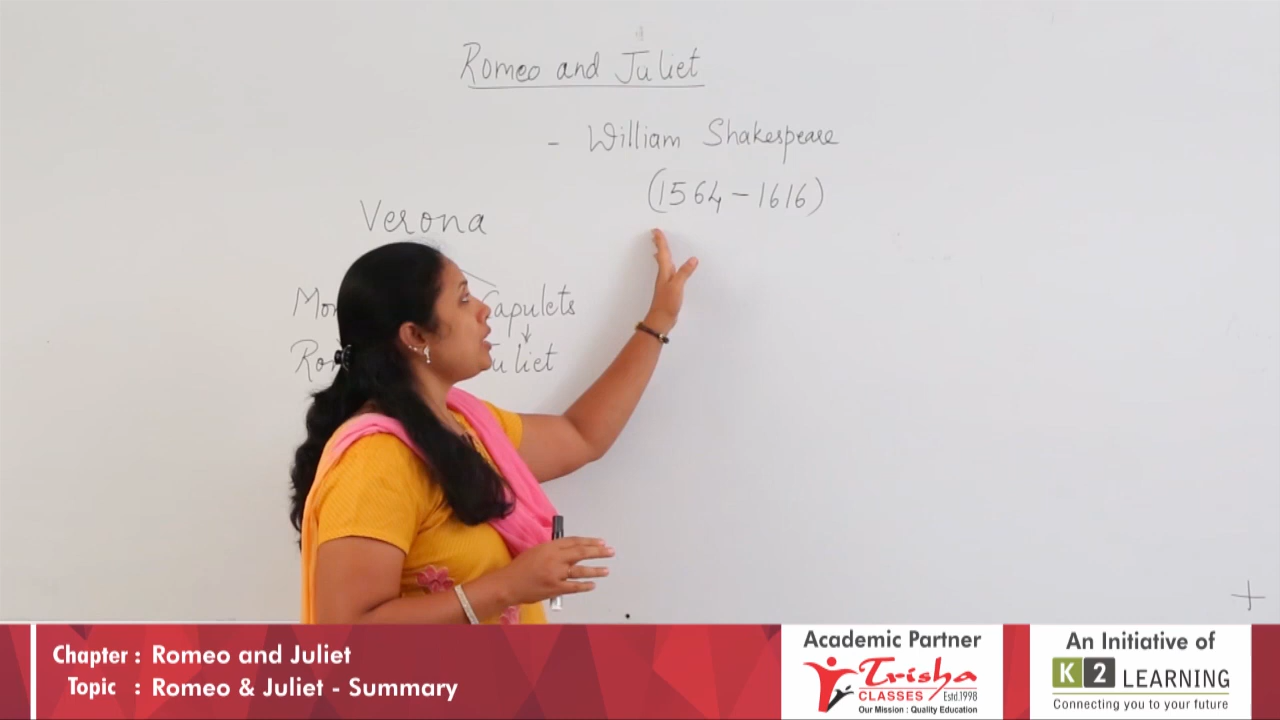 Romeo and Juliet
- William Shakespeare
(1564 - 1616)
Verona
Capulets
Chapter : Romeo and Juliet
Topic : Romeo & Juliet - Summary
Academic Partner
Trisha
CLASSES Estd.1998
Our Mission : Quality Education
An Initiative of
K2 LEARNING
Connecting you to your future